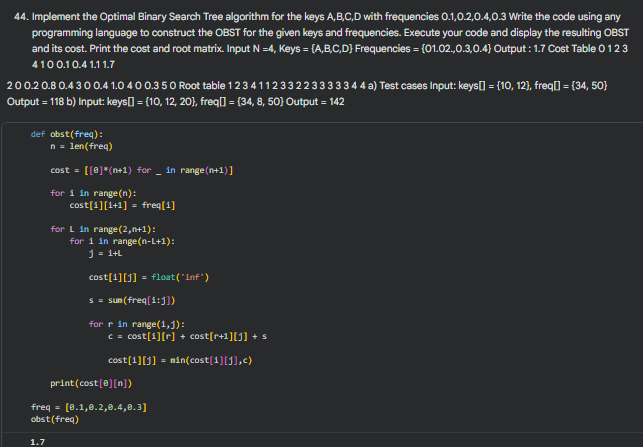 44. Implement the Optimal Binary Search Tree algorithm for the keys A,B,C,D with frequencies 0.1,0.2,0.4,0.3 Write the code using any
programming language to construct the OBST for the given keys and frequencies. Execute your code and display the resulting OBST
and its cost. Print the cost and root matrix. Input N =4, Keys = {A,B,C,D} Frequencies = {01.02.,0.3,0.4} Output : 1.7 Cost Table 0 1 2 3
4 1 0 0.1 0.4 1.1 1.7
2 0 0.2 0.8 0.4 3 0 0.4 1.0 4 0 0.3 5 0 Root table 1 2 3 4 1 1 2 3 3 2 2 3 3 3 3 3 4 4 a) Test cases Input: keys[] = {10, 12}, freq[] = {34, 50}
Output = 118 b) Input: keys[] = {10, 12, 20}, freq[] = {34, 8, 50} Output = 142
def obst(freq):
n = len(freq)
cost = [[0]*(n+1) for _ in range(n+1)]
for i in range(n):
cost[i][i+1] = freq[i]
for L in range(2,n+1):
for i in range(n-L+1):
j = i+L
cost[i][j] = float('inf')
s = sum(freq[i:j])
for r in range(i,j):
c = cost[i][r] + cost[r+1][j] + s
cost[i][j] = min(cost[i][j],c)
print(cost[0][n])
freq = [0.1,0.2,0.4,0.3]
obst(freq)
1.7